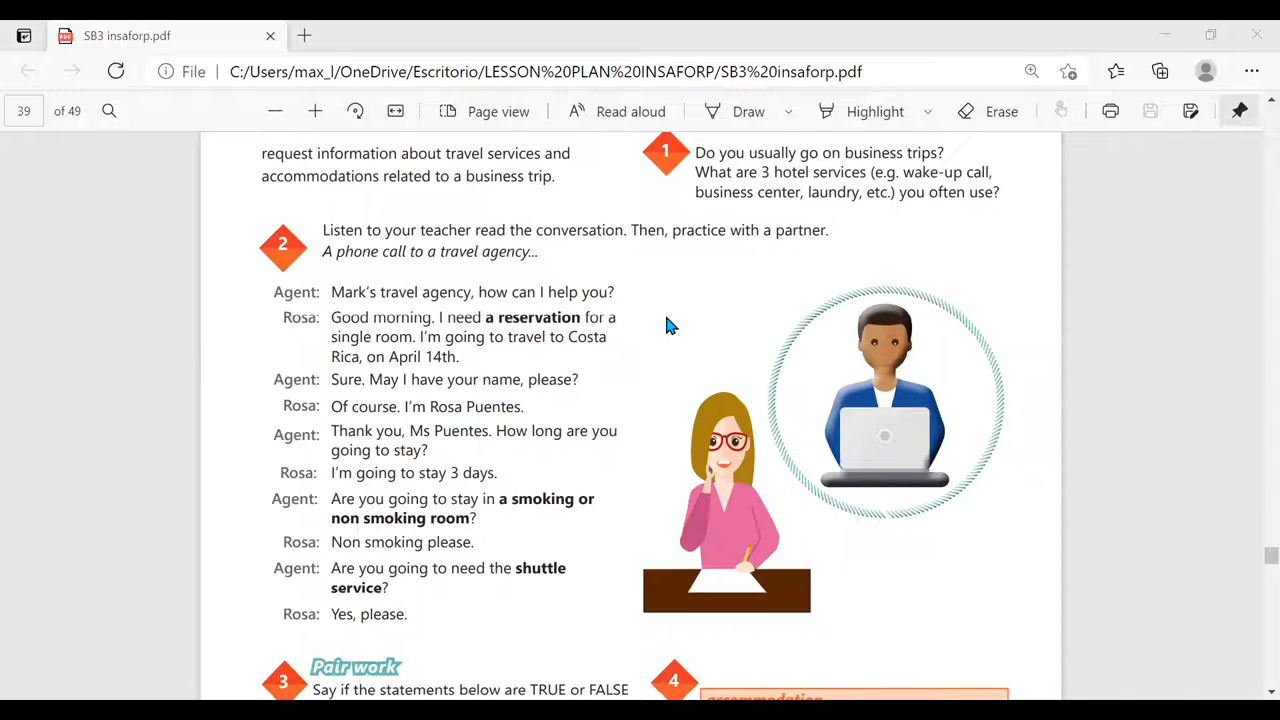 SB3 insaforp.pdf
File
C:/Users/max_l/OneDrive/Escritorio/LESSON%20PLAN%20INSAFORP/SB3%20insaforp.pdf
39 of 49
Page view
Read aloud
Draw
Highlight
Erase
request information about travel services and
accommodations related to a business trip.
1
Do you usually go on business trips?
What are 3 hotel services (e.g. wake-up call,
business center, laundry, etc.) you often use?
2
Listen to your teacher read the conversation. Then, practice with a partner.
A phone call to a travel agency...
Agent: Mark's travel agency, how can I help you?
Rosa: Good morning. I need a reservation for a
single room. I'm going to travel to Costa
Rica, on April 14th.
Agent: Sure. May I have your name, please?
Rosa: Of course. I'm Rosa Puentes.
Agent: Thank you, Ms Puentes. How long are you
going to stay?
Rosa: I'm going to stay 3 days.
Agent: Are you going to stay in a smoking or
non smoking room?
Rosa: Non smoking please.
Agent: Are you going to need the shuttle
service?
Rosa: Yes, please.
3
Pair work
Say if the statements below are TRUE or FALSE
4
accommodation